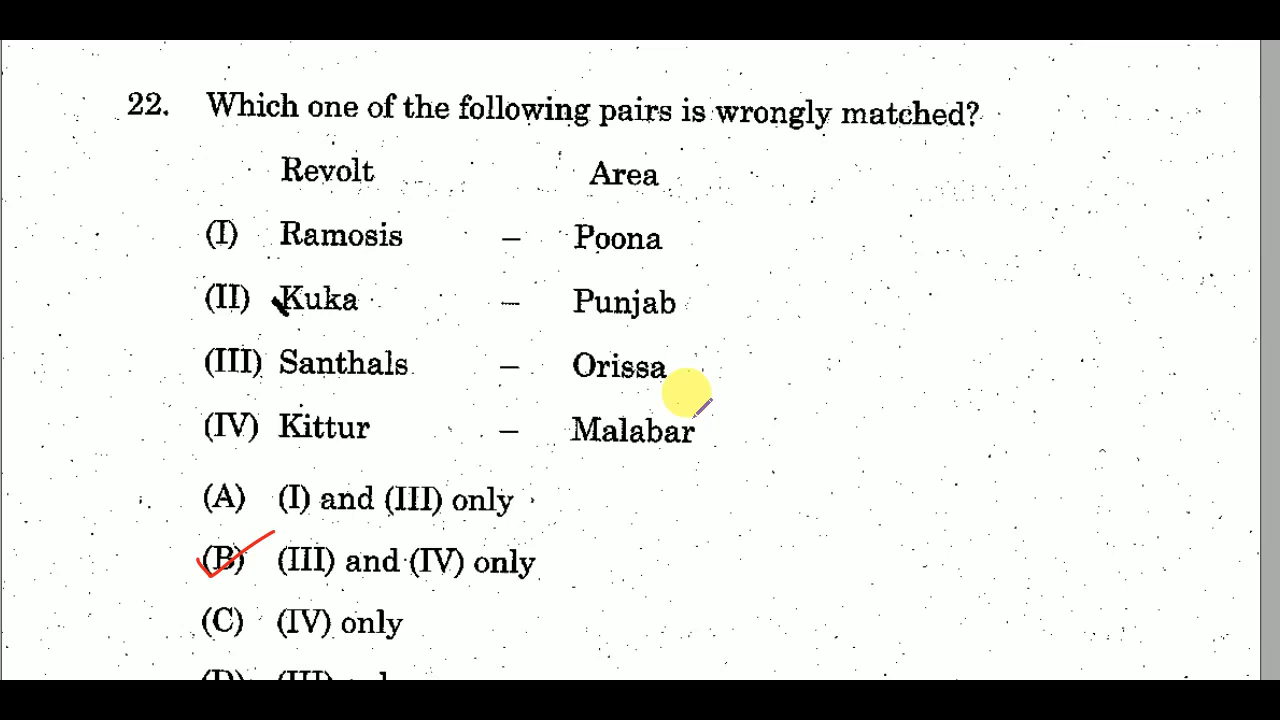 22. Which one of the following pairs is wrongly matched?
Revolt Area
(I) Ramosis – Poona
(II) Kuka – Punjab
(III) Santhals – Orissa
(IV) Kittur – Malabar
(A) (I) and (III) only
(B) (III) and (IV) only
(C) (IV) only